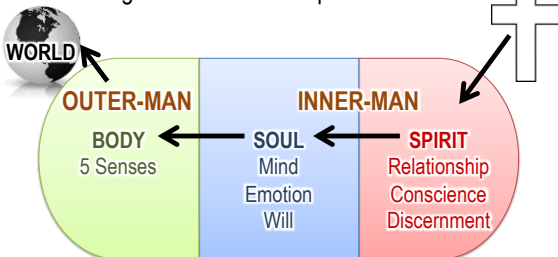 WORLD
OUTER-MAN INNER-MAN
BODY SOUL SPIRIT
5 Senses Mind Relationship
Emotion Conscience
Will Discernment